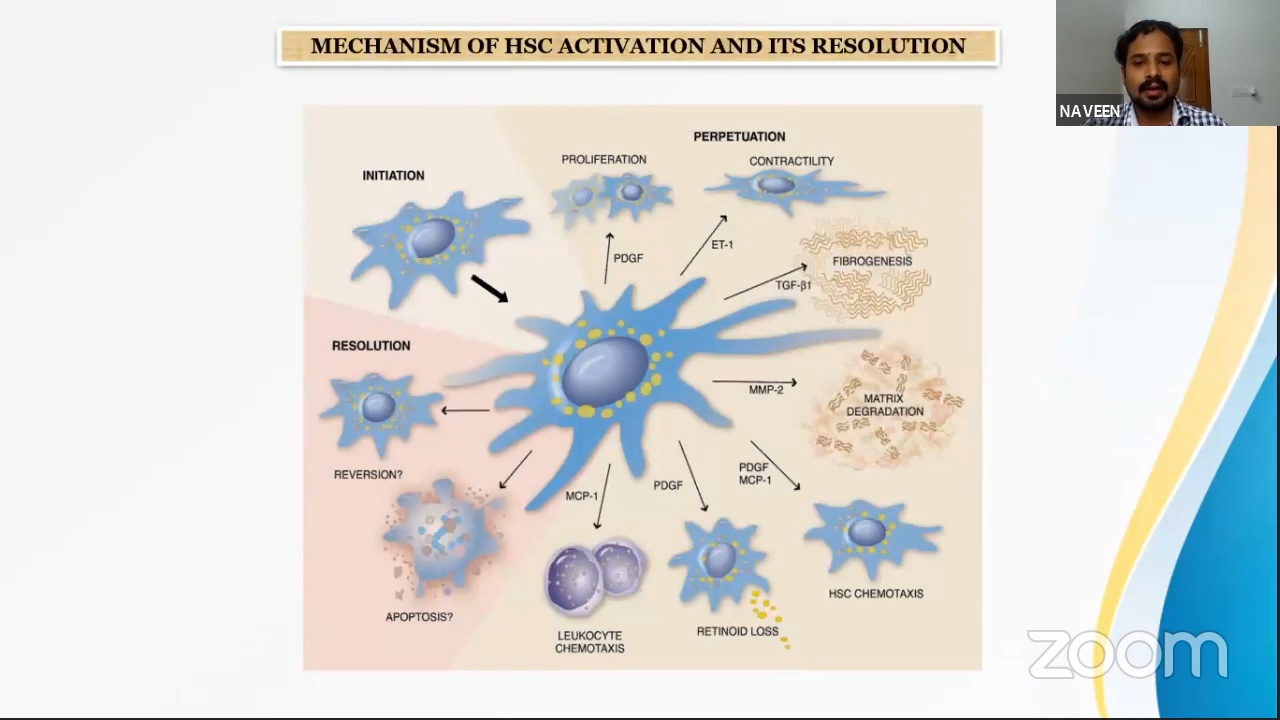 MECHANISM OF HSC ACTIVATION AND ITS RESOLUTION
NAVEEN
PERPETUATION
INITIATION
PROLIFERATION
CONTRACTILITY
PDGF
ET-1
FIBROGENESIS
TGF-β1
RESOLUTION
MMP-2
MATRIX
DEGRADATION
REVERSION?
MCP-1
PDGF
PDGF
MCP-1
APOPTOSIS?
LEUKOCYTE
CHEMOTAXIS
RETINOID LOSS
HSC CHEMOTAXIS
zoom